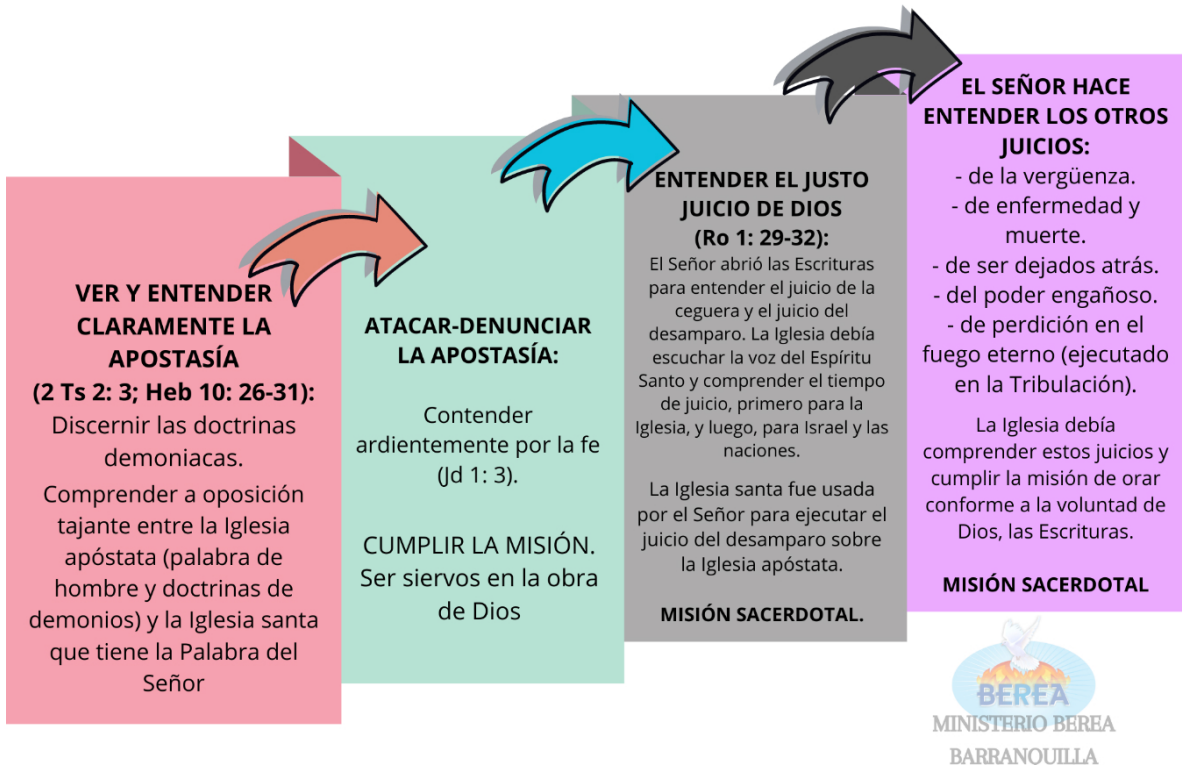 VER Y ENTENDER
CLARAMENTE LA
APOSTASÍA
(2 Ts 2: 3; Heb 10: 26-31):
Discernir las doctrinas
demoniacas.
Comprender a oposición
tajante entre la Iglesia
apóstata (palabra de
hombre y doctrinas de
demonios) y la Iglesia santa
que tiene la Palabra del
Señor
ATACAR-DENUNCIAR
LA APOSTASÍA:
Contender
ardientemente por la fe
(Jd 1: 3).
CUMPLIR LA MISIÓN.
Ser siervos en la obra
de Dios
ENTENDER EL JUSTO
JUICIO DE DIOS
(Ro 1: 29-32):
El Señor abrió las Escrituras
para entender el juicio de la
ceguera y el juicio del
desamparo. La Iglesia debía
escuchar la voz del Espíritu
Santo y comprender el tiempo
de juicio, primero para la
Iglesia, y luego, para Israel y las
naciones.
La Iglesia santa fue usada
por el Señor para ejecutar el
juicio del desamparo sobre
la Iglesia apóstata.
MISIÓN SACERDOTAL.
EL SEÑOR HACE
ENTENDER LOS OTROS
JUICIOS:
- de la vergüenza.
- de enfermedad y
muerte.
- de ser dejados atrás.
- del poder engañoso.
- de perdición en el
fuego eterno (ejecutado
en la Tribulación).
La Iglesia debía
comprender estos juicios y
cumplir la misión de orar
conforme a la voluntad de
Dios, las Escrituras.
MISIÓN SACERDOTAL
BEREA
MINISTERIO BEREA
BARRANQUILLA